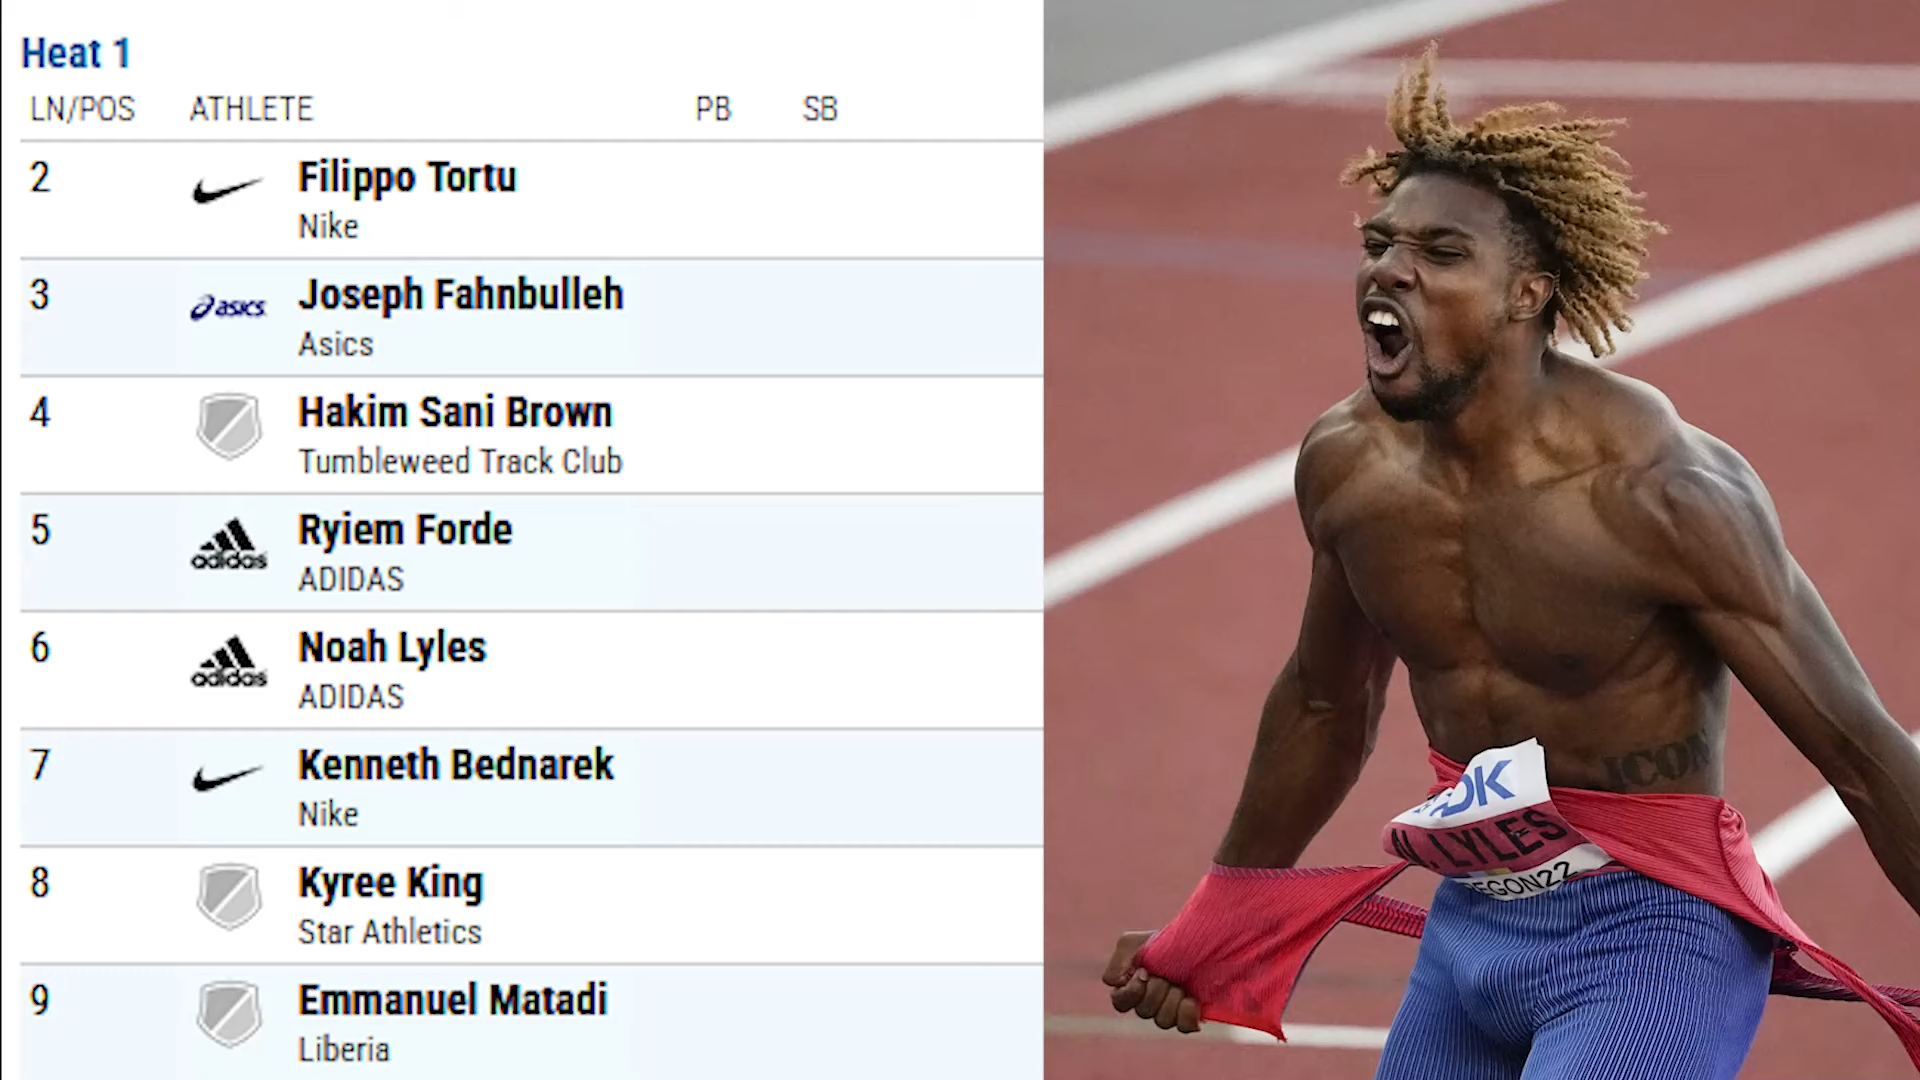 Heat 1
LN/POS ATHLETE PB SB
2 Filippo Tortu
Nike
3 asics Joseph Fahnbulleh
Asics
4 Hakim Sani Brown
Tumbleweed Track Club
5 adidas Ryiem Forde
ADIDAS
6 adidas Noah Lyles
ADIDAS
7 Kenneth Bednarek
Nike
8 Kyree King
Star Athletics
9 Emmanuel Matadi
Liberia
ICON
DK
N. LYLES
EGON22